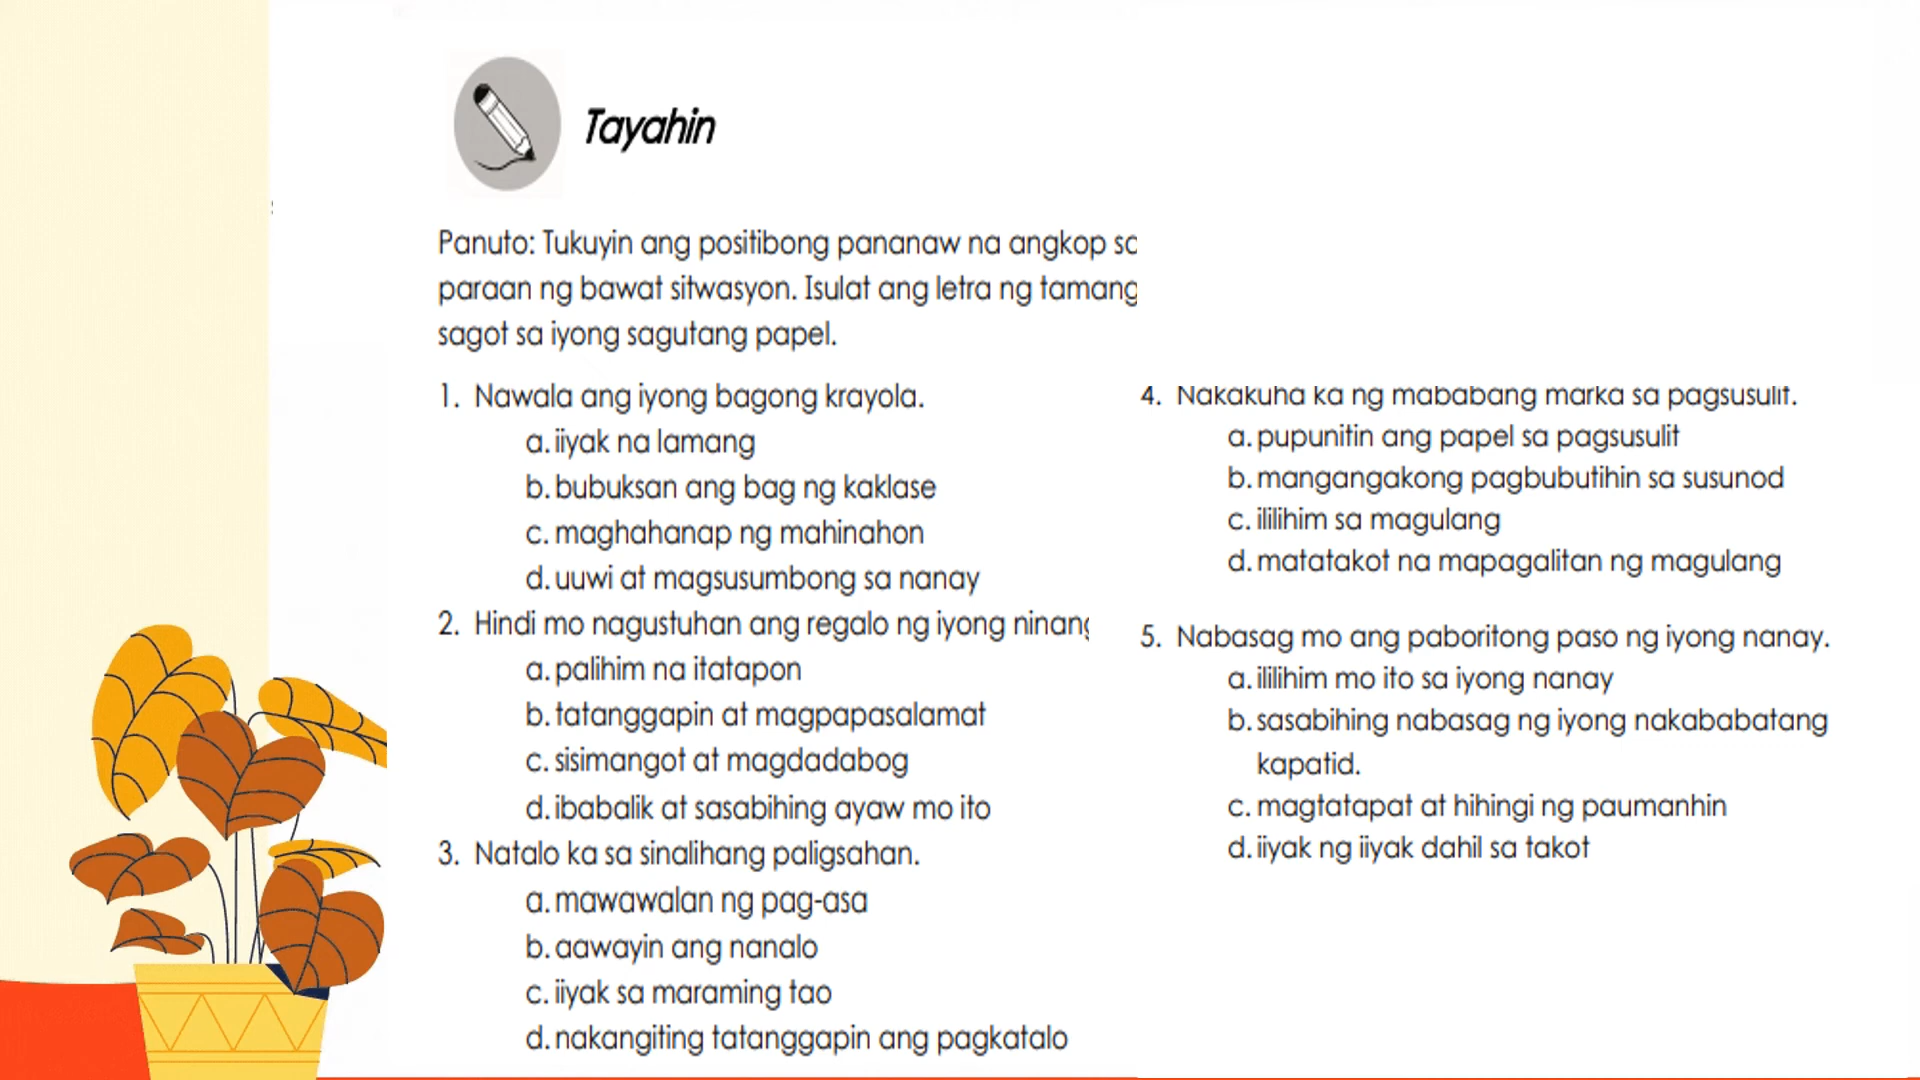 Tayahin
Panuto: Tukuyin ang positibong pananaw na angkop sa
paraan ng bawat sitwasyon. Isulat ang letra ng tamang
sagot sa iyong sagutang papel.
1. Nawala ang iyong bagong krayola.
a. iiyak na lamang
b. bubuksan ang bag ng kaklase
c. maghahanap ng mahinahon
d. uuwi at magsusumbong sa nanay
2. Hindi mo nagustuhan ang regalo ng iyong ninang
a. palihim na itatapon
b. tatanggapin at magpapasalamat
c. sisimangot at magdadabog
d. ibabalik at sasabihing ayaw mo ito
3. Natalo ka sa sinalihang paligsahan.
a. mawawalan ng pag-asa
b. aawayin ang nanalo
c. iiyak sa maraming tao
d. nakangiting tatanggapin ang pagkatalo
4. Nakakuha ka ng mababang marka sa pagsusulit.
a. pupunitin ang papel sa pagsusulit
b. mangangakong pagbubutihin sa susunod
c. ililihim sa magulang
d. matatakot na mapagalitan ng magulang
5. Nabasag mo ang paboritong paso ng iyong nanay.
a. ililihim mo ito sa iyong nanay
b. sasabihing nabasag ng iyong nakababatang
kapatid.
c. magtatapat at hihingi ng paumanhin
d. iiyak ng iiyak dahil sa takot